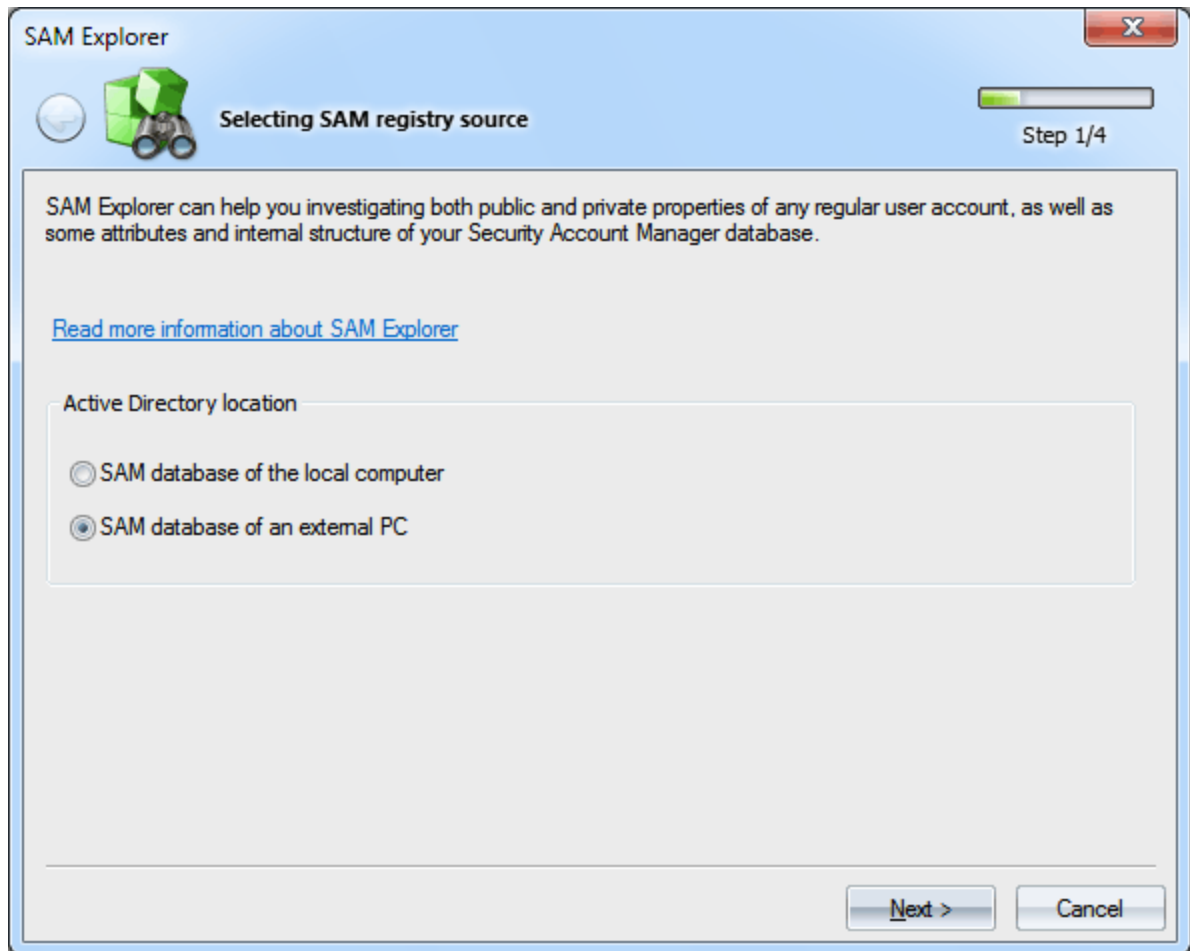 SAM Explorer
Selecting SAM registry source
Step 1/4
SAM Explorer can help you investigating both public and private properties of any regular user account, as well as
some attributes and internal structure of your Security Account Manager database.
Read more information about SAM Explorer
Active Directory location
SAM database of the local computer
SAM database of an external PC
Next >
Cancel